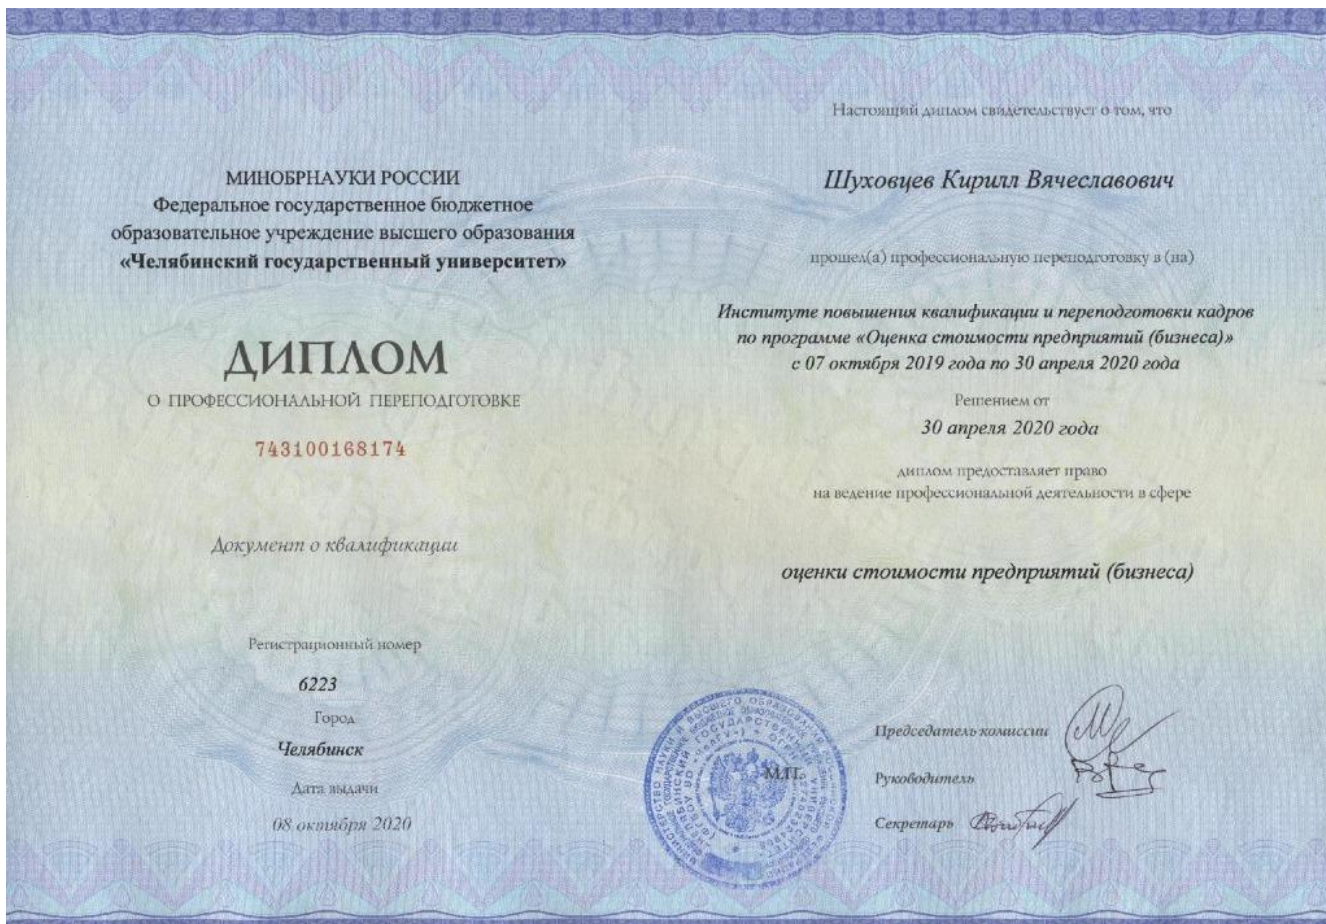 МИНОБРНАУКИ РОССИИ
Федеральное государственное бюджетное
образовательное учреждение высшего образования
«Челябинский государственный университет»
ДИПЛОМ
О ПРОФЕССИОНАЛЬНОЙ ПЕРЕПОДГОТОВКЕ
743100168174
Документ о квалификации
Регистрационный номер
6223
Город
Челябинск
Дата выдачи
08 октября 2020
Настоящий диплом свидетельствует о том, что
Шуховцев Кирилл Вячеславович
прошел(а) профессиональную переподготовку в (на)
Институте повышения квалификации и переподготовки кадров
по программе «Оценка стоимости предприятий (бизнеса)»
с 07 октября 2019 года по 30 апреля 2020 года
Решением от
30 апреля 2020 года
диплом предоставляет право
на ведение профессиональной деятельности в сфере
оценки стоимости предприятий (бизнеса)
М.П.
Председатель комиссии
Руководитель
Секретарь